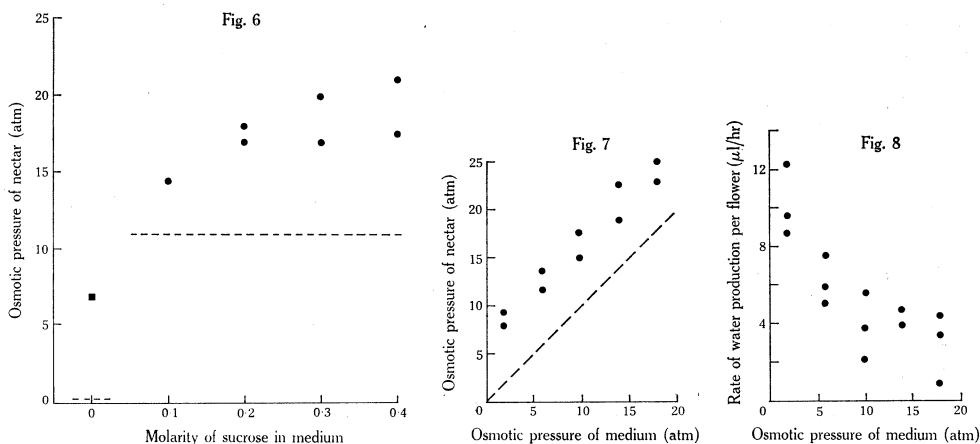 Fig. 6
Osmotic pressure of nectar (atm)
25
20
15
10
5
0
0 0·1 0·2 0·3 0·4
Molarity of sucrose in medium
Fig. 7
Osmotic pressure of nectar (atm)
25
20
15
10
5
0 5 10 15 20
Osmotic pressure of medium (atm)
Fig. 8
Rate of water production per flower (μl/hr)
12
8
4
0 5 10 15 20
Osmotic pressure of medium (atm)